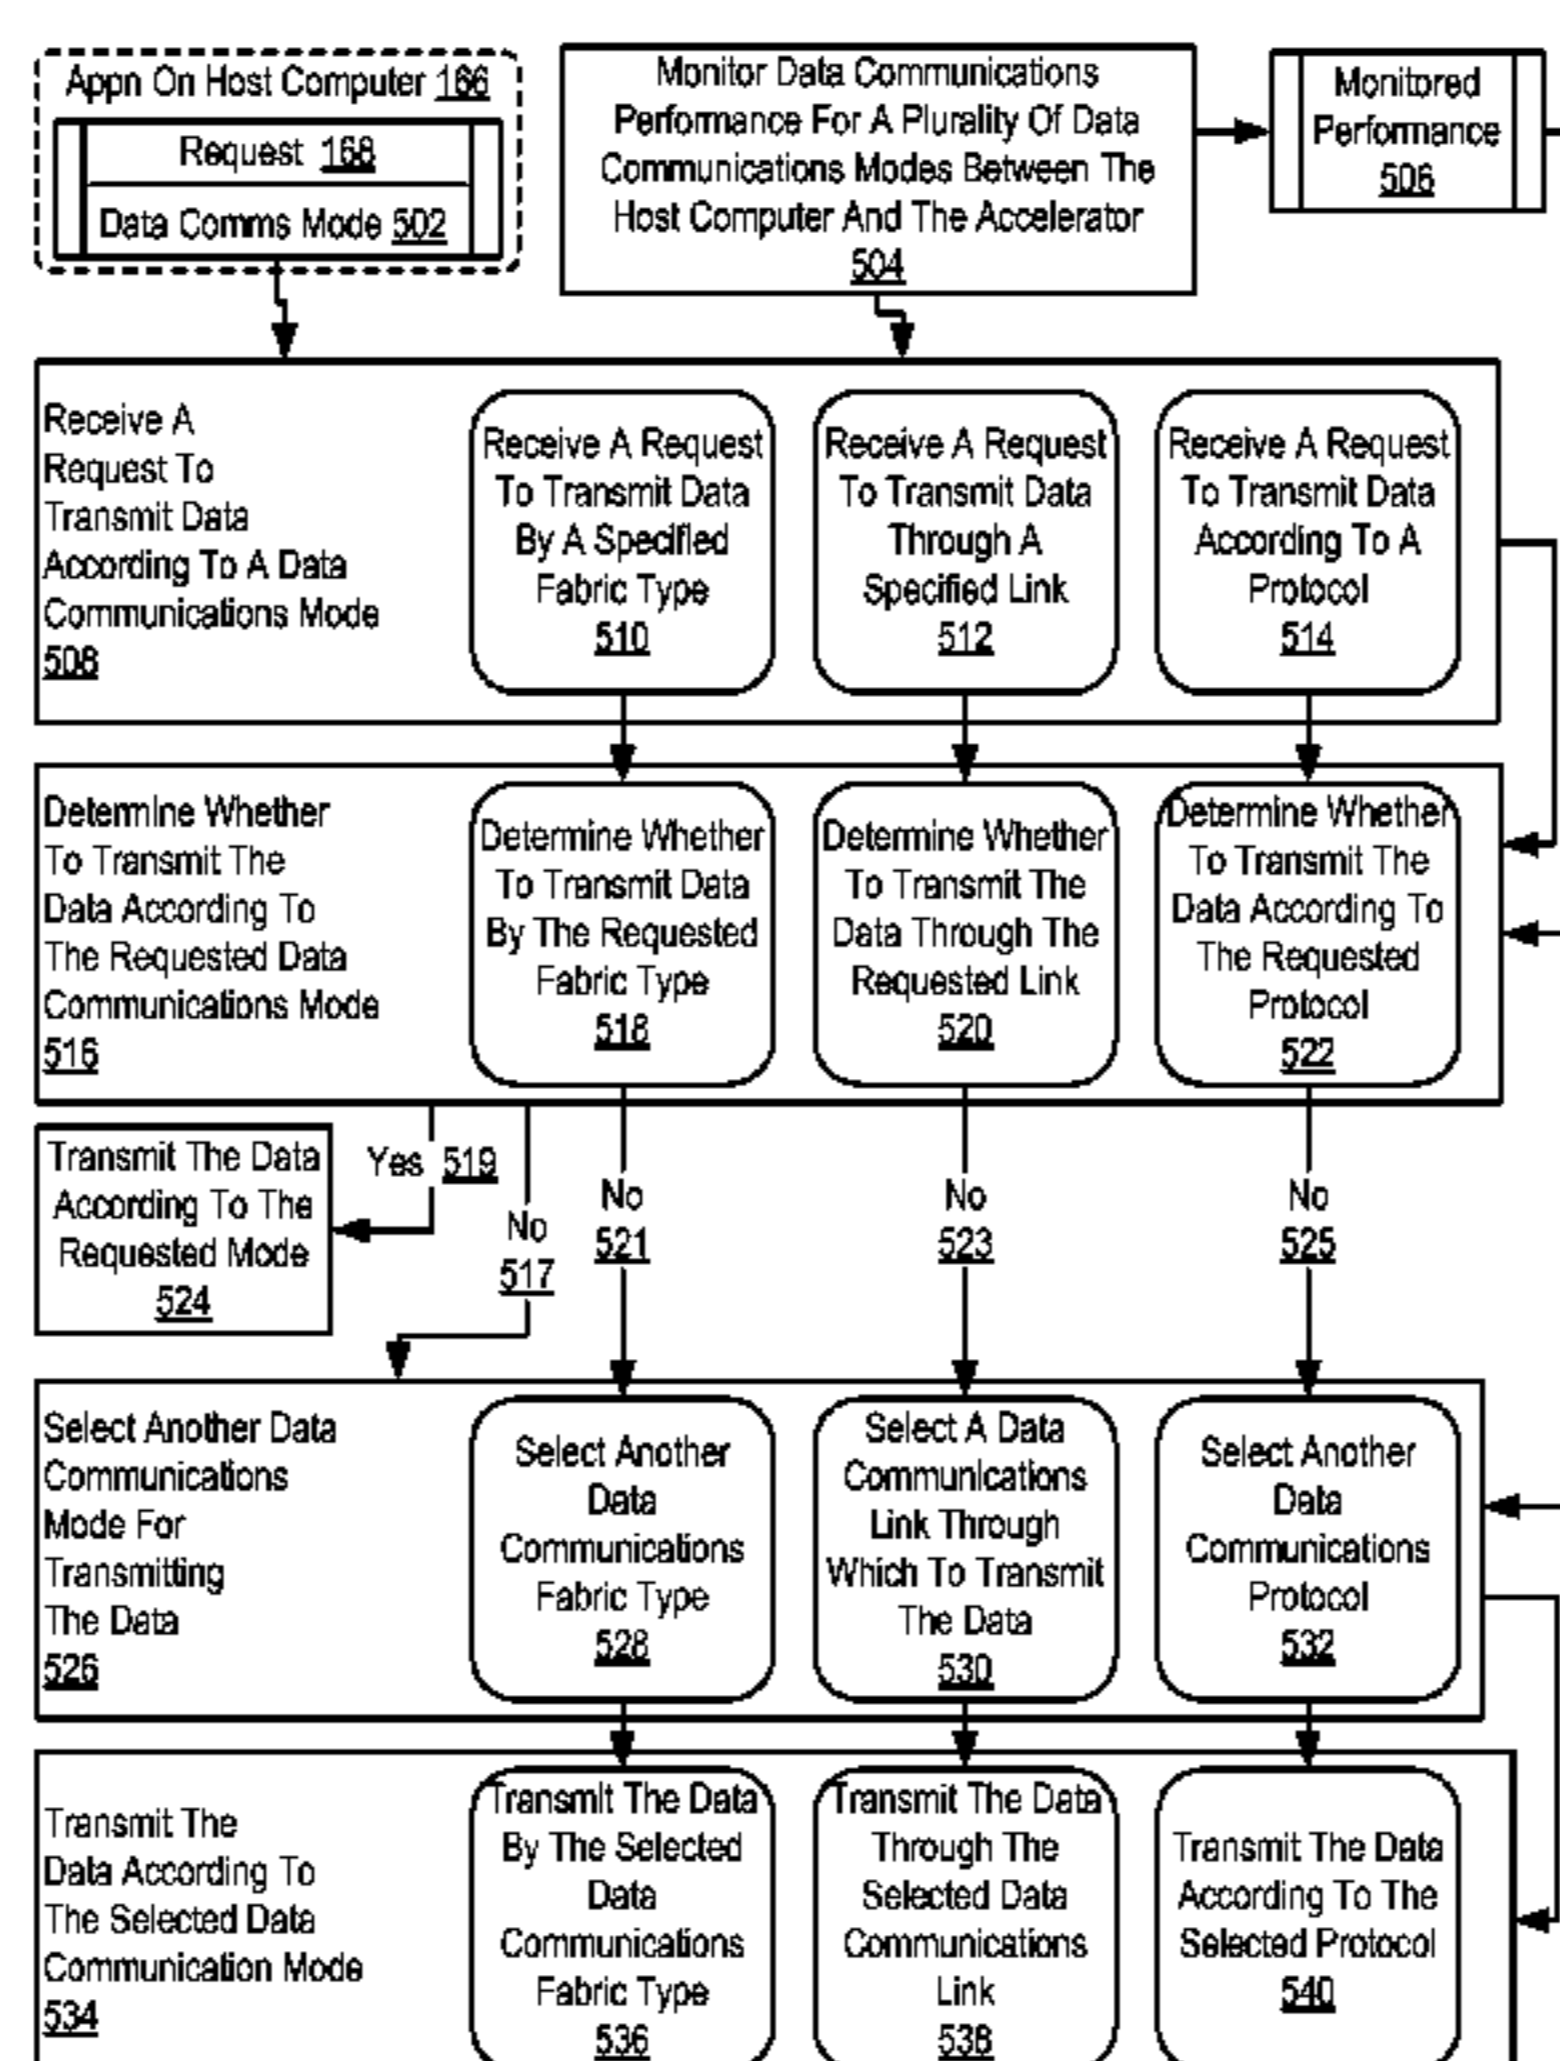 Appn On Host Computer 166
Request 168
Data Comms Mode 502
Monitor Data Communications
Performance For A Plurality Of Data
Communications Modes Between The
Host Computer And The Accelerator
504
Monitored
Performance
506
Receive A
Request To
Transmit Data
According To A Data
Communications Mode
508
Receive A Request
To Transmit Data
By A Specified
Fabric Type
510
Receive A Request
To Transmit Data
Through A
Specified Link
512
Receive A Request
To Transmit Data
According To A
Protocol
514
Determine Whether
To Transmit The
Data According To
The Requested Data
Communications Mode
516
Determine Whether
To Transmit Data
By The Requested
Fabric Type
518
Determine Whether
To Transmit The
Data Through The
Requested Link
520
Determine Whether
To Transmit The
Data According To
The Requested
Protocol
522
Transmit The Data
According To The
Requested Mode
524
Yes 519
No
517
No
521
No
523
No
525
Select Another Data
Communications
Mode For
Transmitting
The Data
526
Select Another
Data
Communications
Fabric Type
528
Select A Data
Communications
Link Through
Which To Transmit
The Data
530
Select Another
Data
Communications
Protocol
532
Transmit The
Data According To
The Selected Data
Communication Mode
534
Transmit The Data
By The Selected
Data
Communications
Fabric Type
536
Transmit The Data
Through The
Selected Data
Communications
Link
538
Transmit The Data
According To The
Selected Protocol
540